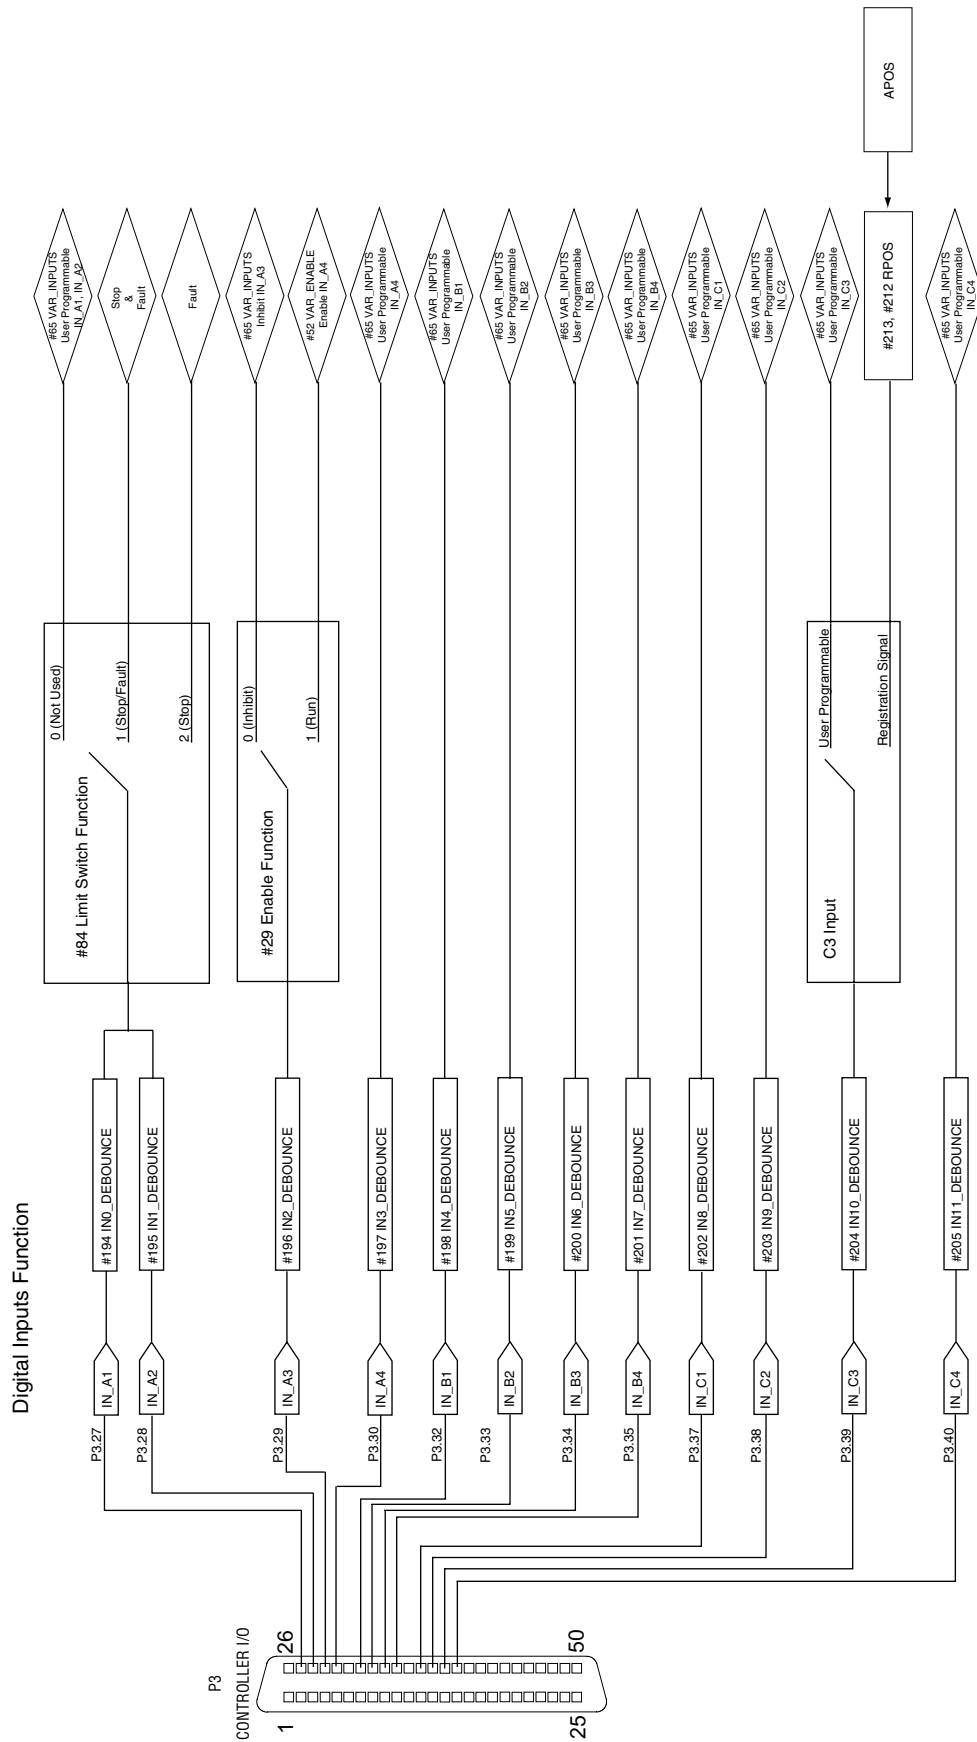 Digital Inputs Function
P3
CONTROLLER I/O
1
26
25
50
P3.27
IN_A1
#194 IN0_DEBOUNCE
P3.28
IN_A2
#195 IN1_DEBOUNCE
#84 Limit Switch Function
0 (Not Used)
1 (Stop/Fault)
2 (Stop)
#65 VAR_INPUTS
User Programmable
IN_A1, IN_A2
Stop
&
Fault
Fault
P3.29
IN_A3
#196 IN2_DEBOUNCE
#29 Enable Function
0 (Inhibit)
1 (Run)
#65 VAR_INPUTS
Inhibit IN_A3
#52 VAR_ENABLE
Enable IN_A4
P3.30
IN_A4
#197 IN3_DEBOUNCE
#65 VAR_INPUTS
User Programmable
IN_A4
P3.32
IN_B1
#198 IN4_DEBOUNCE
#65 VAR_INPUTS
User Programmable
IN_B1
P3.33
IN_B2
#199 IN5_DEBOUNCE
#65 VAR_INPUTS
User Programmable
IN_B2
P3.34
IN_B3
#200 IN6_DEBOUNCE
#65 VAR_INPUTS
User Programmable
IN_B3
P3.35
IN_B4
#201 IN7_DEBOUNCE
#65 VAR_INPUTS
User Programmable
IN_B4
P3.37
IN_C1
#202 IN8_DEBOUNCE
#65 VAR_INPUTS
User Programmable
IN_C1
P3.38
IN_C2
#203 IN9_DEBOUNCE
#65 VAR_INPUTS
User Programmable
IN_C2
P3.39
IN_C3
#204 IN10_DEBOUNCE
C3 Input
User Programmable
Registration Signal
#65 VAR_INPUTS
User Programmable
IN_C3
#213, #212 RPOS
APOS
P3.40
IN_C4
#205 IN11_DEBOUNCE
#65 VAR_INPUTS
User Programmable
IN_C4